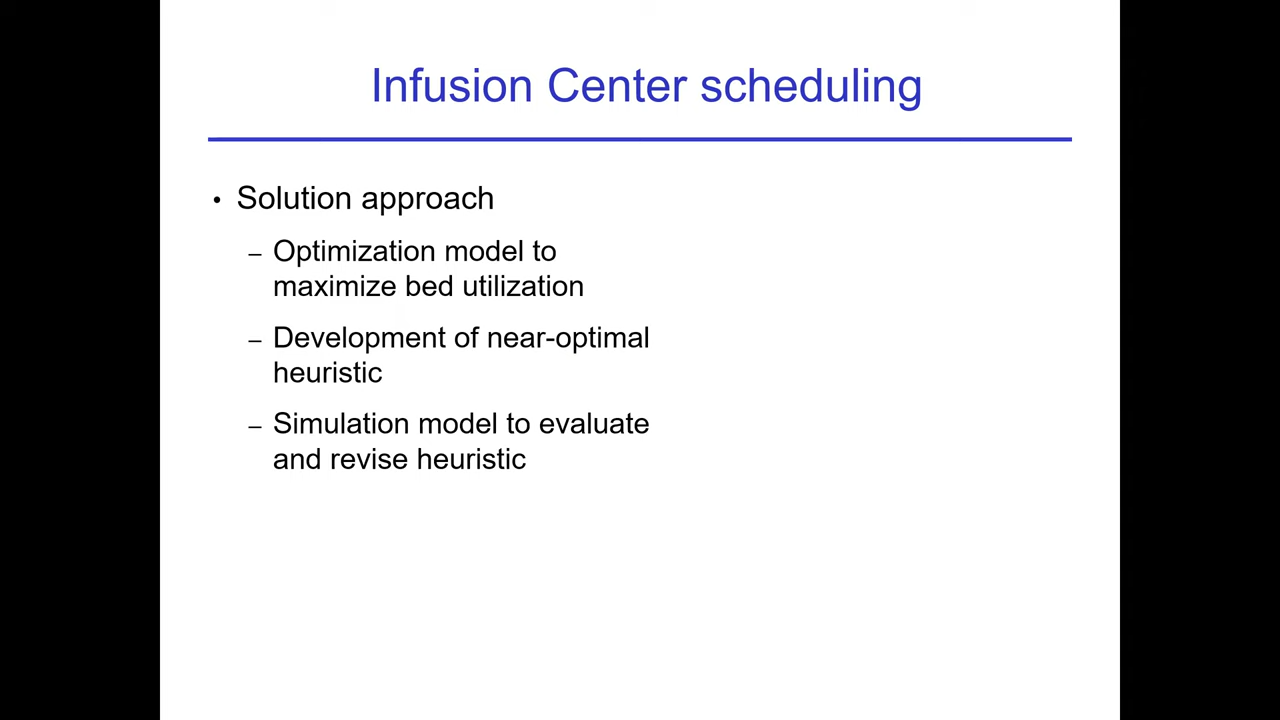 Infusion Center scheduling
• Solution approach
– Optimization model to
maximize bed utilization
– Development of near-optimal
heuristic
– Simulation model to evaluate
and revise heuristic